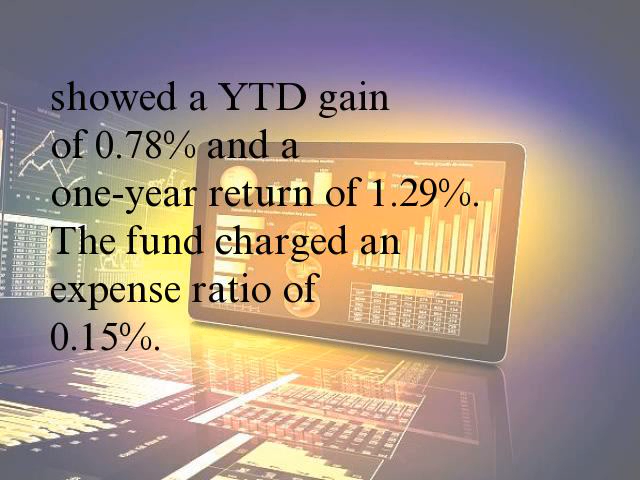 showed a YTD gain
of 0.78% and a
one-year return of 1.29%.
The fund charged an
expense ratio of
0.15%.